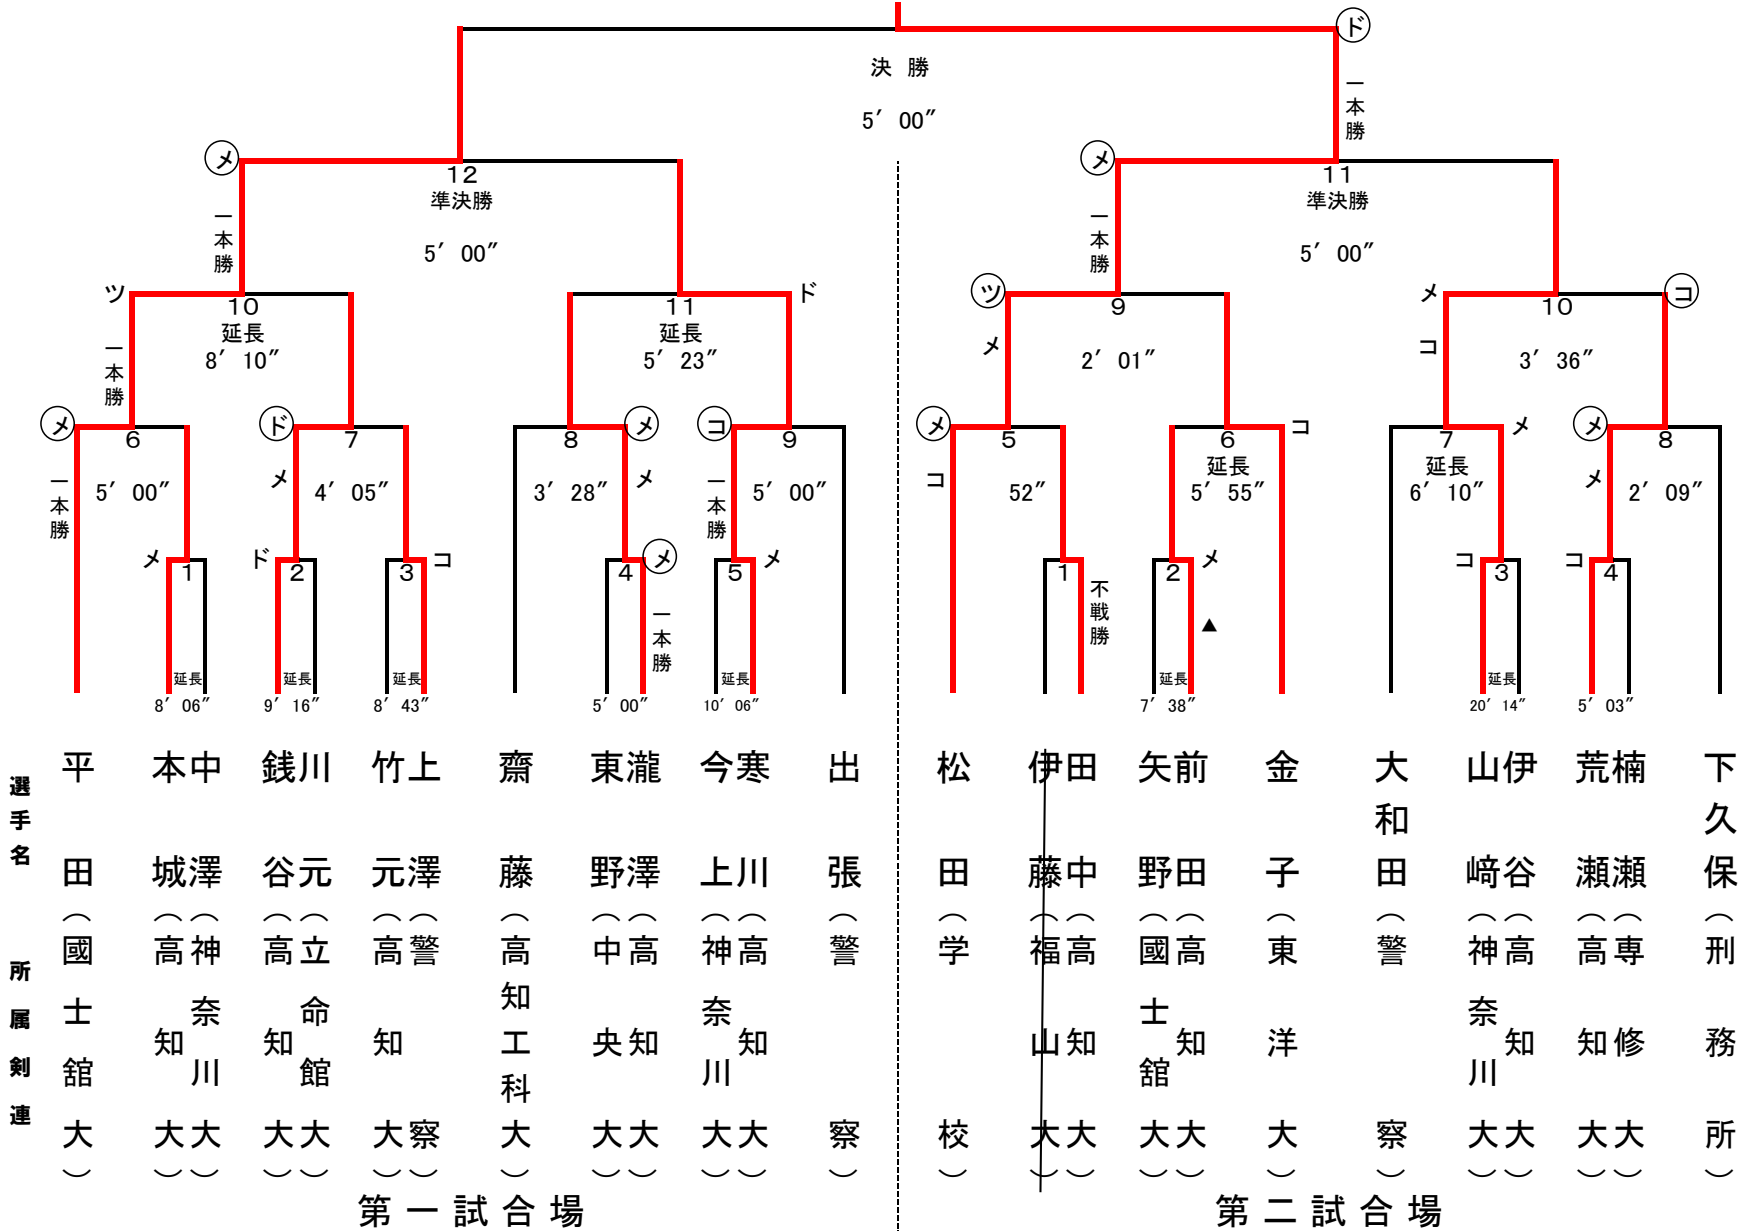 ド
決 勝
一本勝
5′ 00″
メ
メ
12
準決勝
11
準決勝
一本勝
一本勝
5′ 00″
5′ 00″
ツ
ド
ツ
メ
コ
10
延長
8′ 10″
11
延長
5′ 23″
9
2′ 01″
10
3′ 36″
一本勝
メ
コ
メ
ド
メ
コ
メ
コ
メ
メ
6
7
8
9
5
6
延長
7
延長
8
一本勝
5′ 00″
メ
4′ 05″
3′ 28″
メ
一本勝
5′ 00″
コ
52″
5′ 55″
6′ 10″
メ
2′ 09″
メ
1
ド
2
3
コ
4
メ
5
メ
1
2
メ
コ
3
コ
4
一本勝
不戦勝
▲
延長
8′ 06″
延長
9′ 16″
延長
8′ 43″
5′ 00″
延長
10′ 06″
延長
7′ 38″
延長
20′ 14″
5′ 03″
選手名
所属剣連
平田(國士舘大)
本城(高知大)
中澤(神奈川大)
銭谷(高知大)
川元(立命館大)
竹元(高知大)
上澤(警察)
齋藤(高知工科大)
東野(中央大)
瀧澤(高知大)
今上(神奈川大)
寒川(高知大)
出張(警察)
松田(学校)
伊藤(福山大)
田中(高知大)
矢野(國士舘大)
前田(高知大)
金子(東洋大)
大和田(警察)
山﨑(神奈川大)
伊谷(高知大)
荒瀬(高知大)
楠瀬(専修大)
下久保(刑務所)
第一試合場
第二試合場